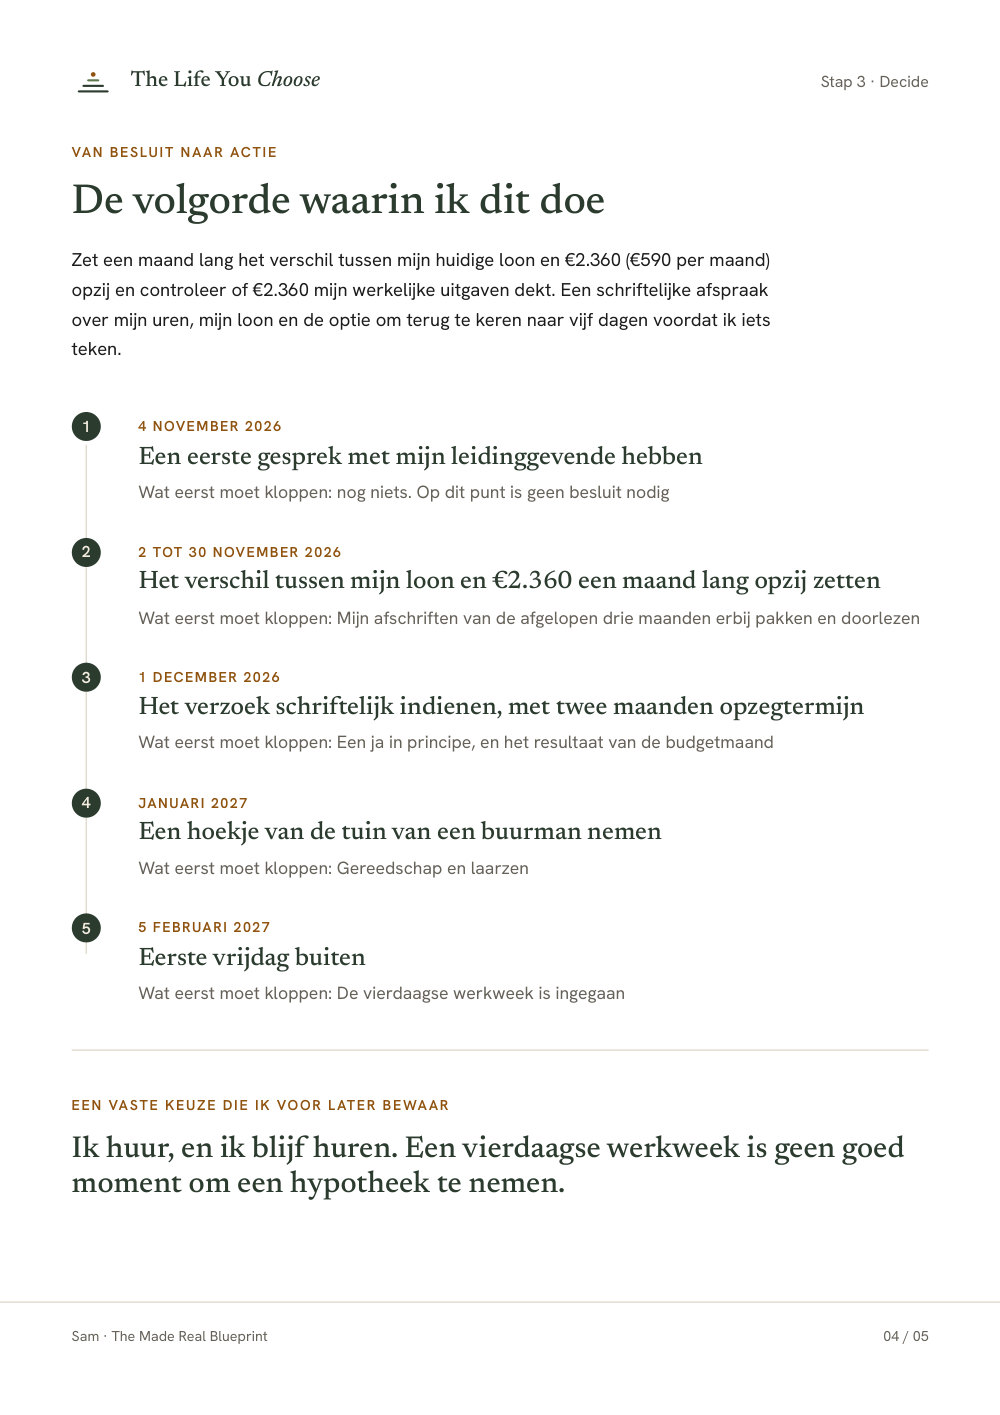 The Life You Choose
Stap 3 · Decide
VAN BESLUIT NAAR ACTIE
De volgorde waarin ik dit doe
Zet een maand lang het verschil tussen mijn huidige loon en €2.360 (€590 per maand)
opzij en controleer of €2.360 mijn werkelijke uitgaven dekt. Een schriftelijke afspraak
over mijn uren, mijn loon en de optie om terug te keren naar vijf dagen voordat ik iets
teken.
1
4 NOVEMBER 2026
Een eerste gesprek met mijn leidinggevende hebben
Wat eerst moet kloppen: nog niets. Op dit punt is geen besluit nodig
2
2 TOT 30 NOVEMBER 2026
Het verschil tussen mijn loon en €2.360 een maand lang opzij zetten
Wat eerst moet kloppen: Mijn afschriften van de afgelopen drie maanden erbij pakken en doorlezen
3
1 DECEMBER 2026
Het verzoek schriftelijk indienen, met twee maanden opzegtermijn
Wat eerst moet kloppen: Een ja in principe, en het resultaat van de budgetmaand
4
JANUARI 2027
Een hoekje van de tuin van een buurman nemen
Wat eerst moet kloppen: Gereedschap en laarzen
5
5 FEBRUARI 2027
Eerste vrijdag buiten
Wat eerst moet kloppen: De vierdaagse werkweek is ingegaan
EEN VASTE KEUZE DIE IK VOOR LATER BEWAAR
Ik huur, en ik blijf huren. Een vierdaagse werkweek is geen goed
moment om een hypotheek te nemen.
Sam · The Made Real Blueprint
04 / 05